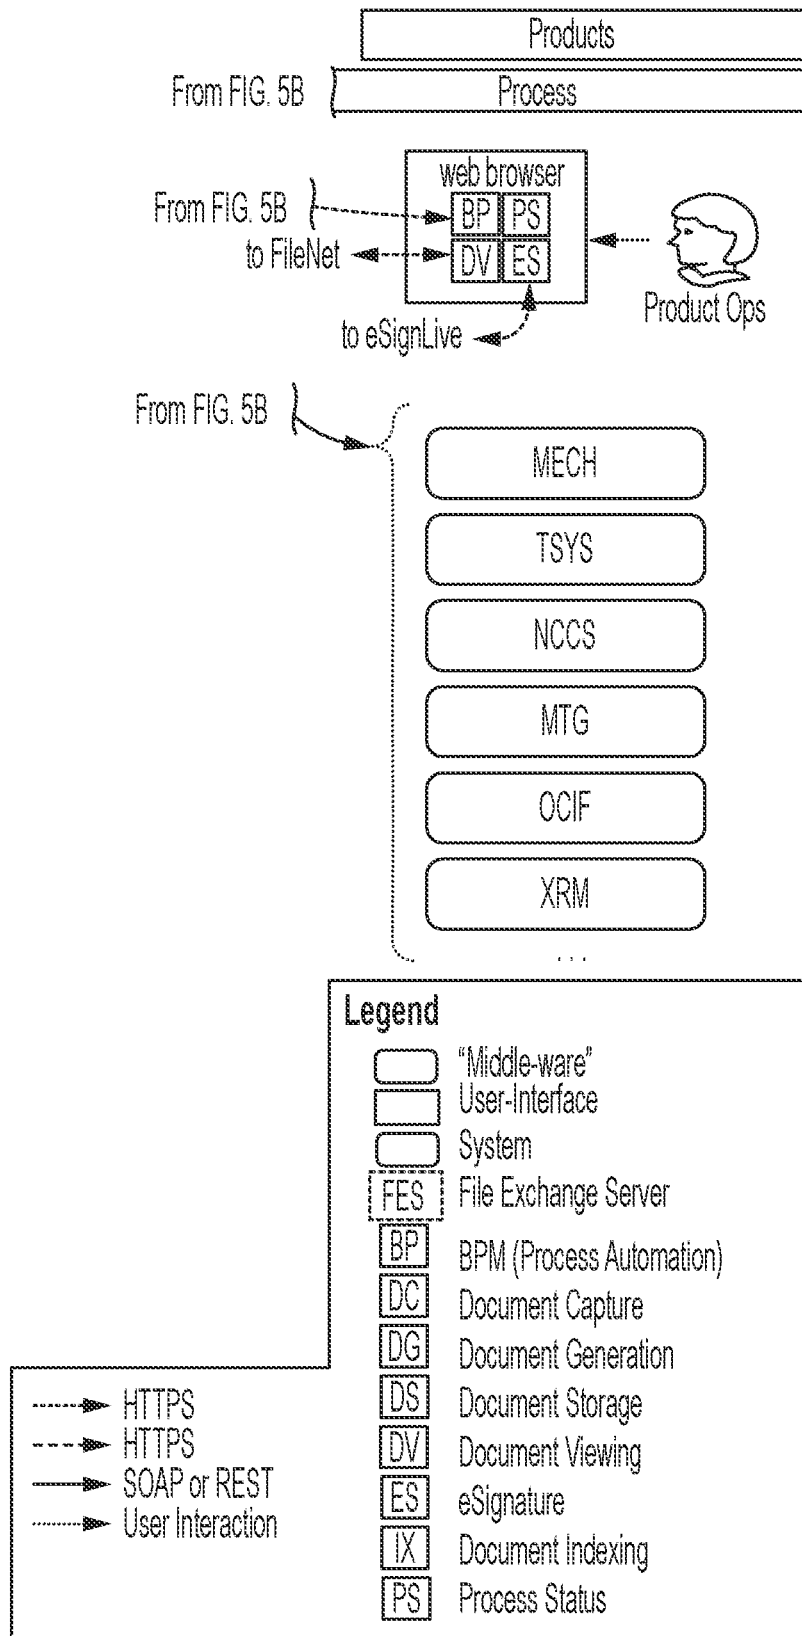 Products
From FIG. 5B
Process
web browser
From FIG. 5B
BP PS
to FileNet
DV ES
Product Ops
to eSignLive
From FIG. 5B
MECH
TSYS
NCCS
MTG
OCIF
XRM
. . .
Legend
"Middle-ware"
User-Interface
System
FES File Exchange Server
BP BPM (Process Automation)
DC Document Capture
DG Document Generation
DS Document Storage
DV Document Viewing
ES eSignature
IX Document Indexing
PS Process Status
HTTPS
HTTPS
SOAP or REST
User Interaction